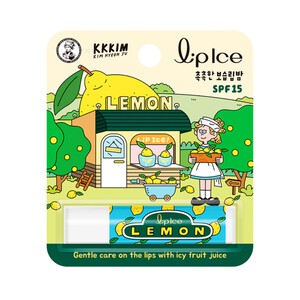 KKKIM
KIM HYEON JU
LipIce
촉촉한 보습립밤
SPF15
LEMON
LIP ICE!
LipIce
LEMON
Gentle care on the lips with icy fruit juice